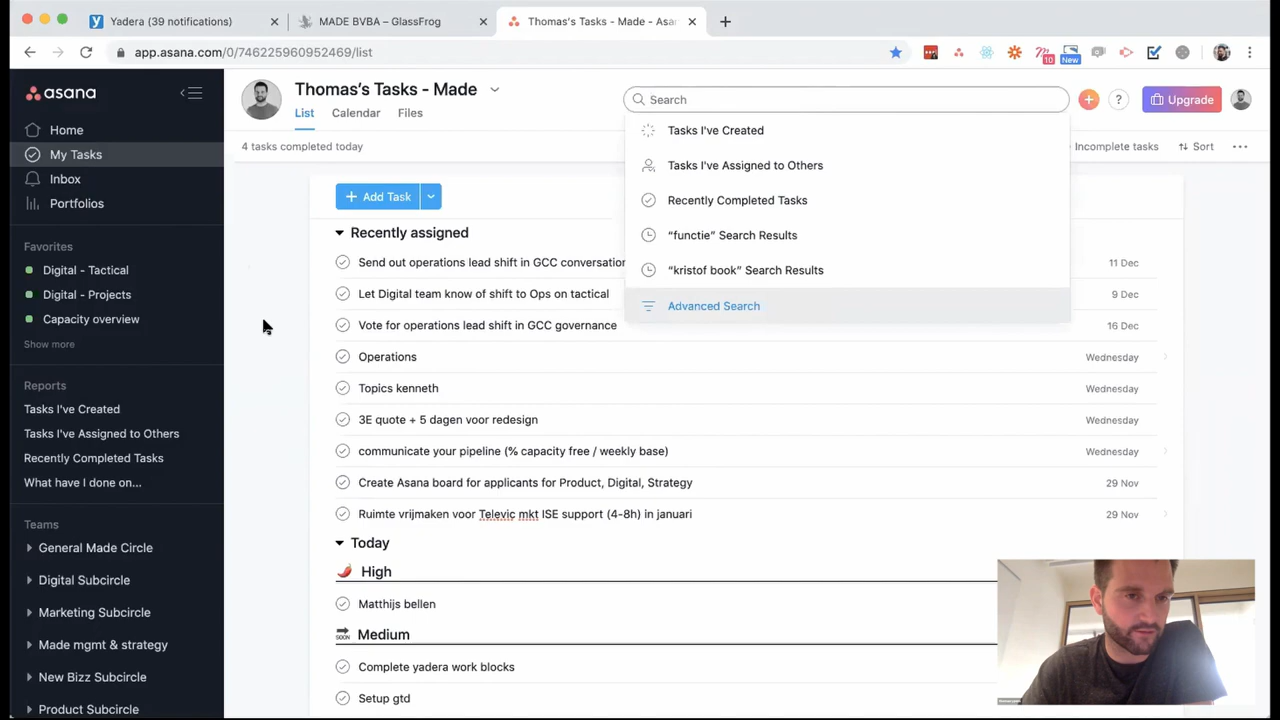 Yadera (39 notifications)
MADE BVBA – GlassFrog
Thomas's Tasks - Made - Asan
app.asana.com/0/746225960952469/list
10
New
asana
Home
My Tasks
Inbox
Portfolios
Favorites
Digital - Tactical
Digital - Projects
Capacity overview
Show more
Reports
Tasks I've Created
Tasks I've Assigned to Others
Recently Completed Tasks
What have I done on...
Teams
General Made Circle
Digital Subcircle
Marketing Subcircle
Made mgmt & strategy
New Bizz Subcircle
Product Subcircle
Thomas's Tasks - Made
List
Calendar
Files
Search
?
Upgrade
Tasks I've Created
Tasks I've Assigned to Others
Recently Completed Tasks
“functie” Search Results
“kristof book” Search Results
Advanced Search
4 tasks completed today
Incomplete tasks
Sort
+ Add Task
Recently assigned
Send out operations lead shift in GCC conversation
11 Dec
Let Digital team know of shift to Ops on tactical
9 Dec
Vote for operations lead shift in GCC governance
16 Dec
Operations
Wednesday
Topics kenneth
Wednesday
3E quote + 5 dagen voor redesign
Wednesday
communicate your pipeline (% capacity free / weekly base)
Wednesday
Create Asana board for applicants for Product, Digital, Strategy
29 Nov
Ruimte vrijmaken voor Televic mkt ISE support (4-8h) in januari
29 Nov
Today
High
Matthijs bellen
SOON
Medium
Complete yadera work blocks
Setup gtd